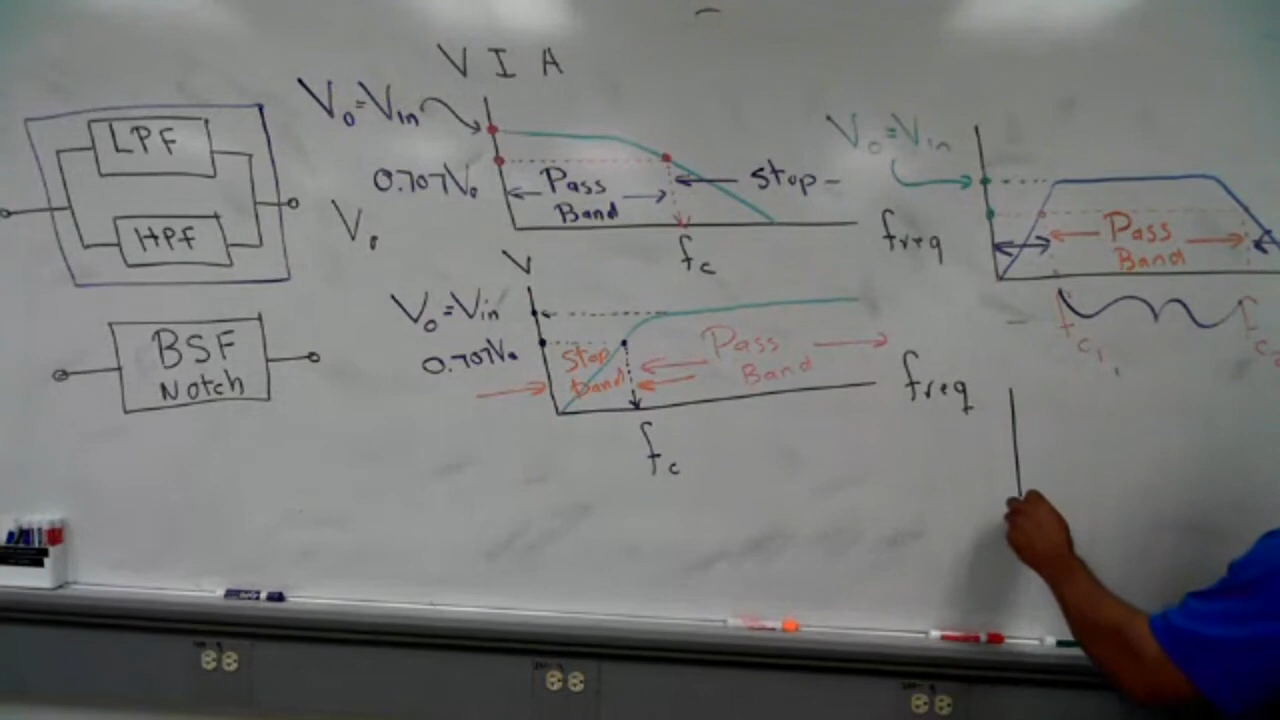 LPF
HPF
BSF
Notch
V I A
V₀=Vin
0.707V₀
Pass
Band
Stop
freq
fc
V₀
V
V₀=Vin
0.707V₀
Stop
Band
Pass
Band
freq
fc
V₀=Vin
Pass
Band
fc₁
fc